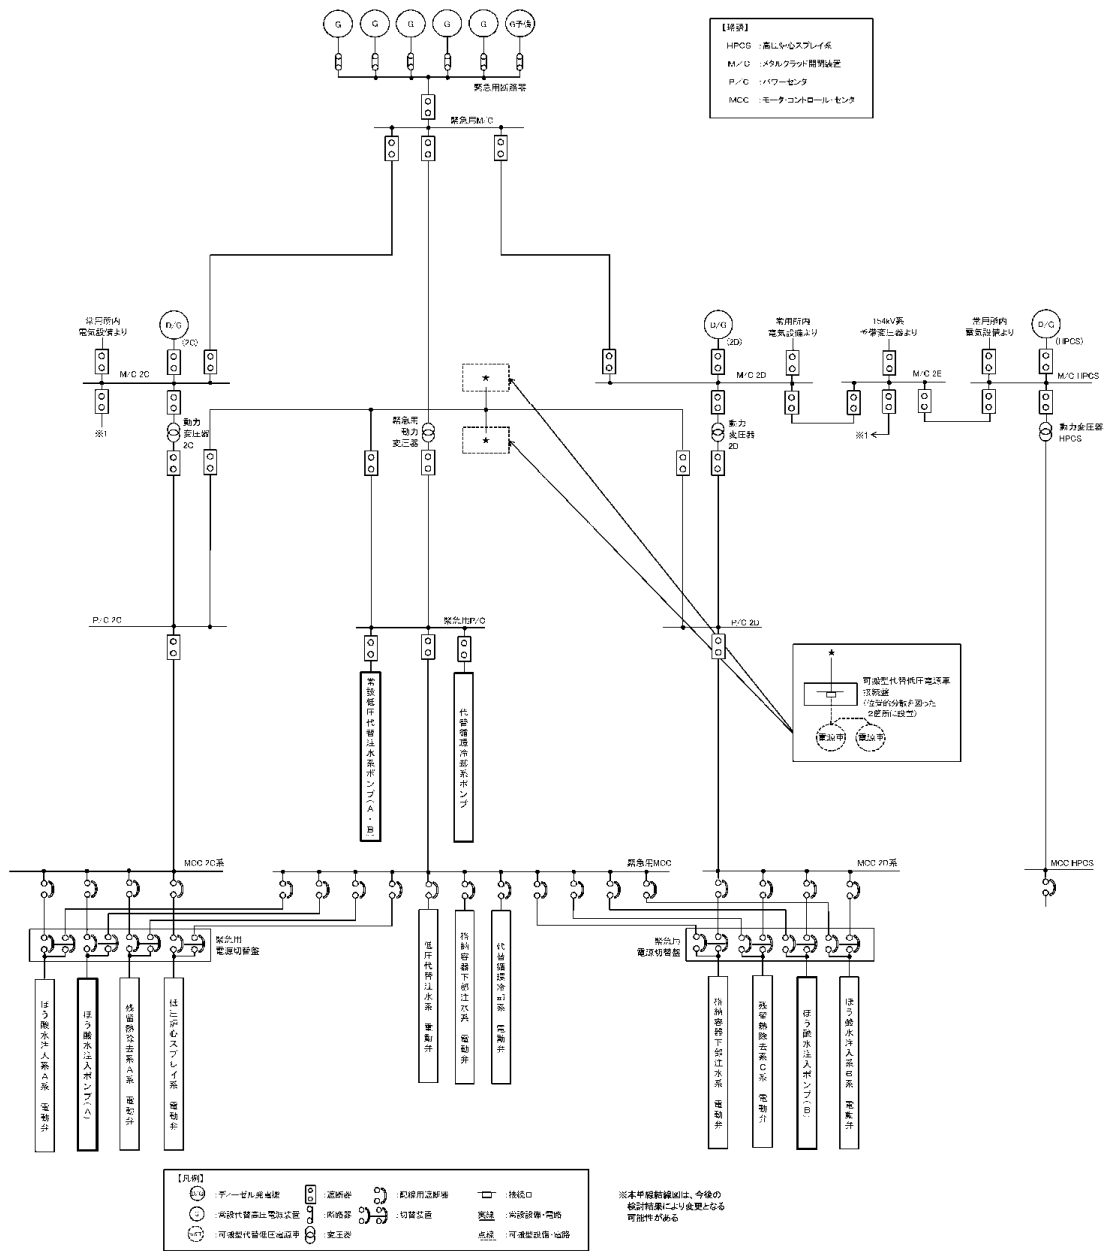 G
G
G
G
G
G予備
緊急用断路器
緊急用M/C
【略語】
HPCS :高圧炉心スプレイ系
M/C :メタルクラッド開閉装置
P/C :パワーセンタ
MCC :モータ・コントロール・センタ
常用所内
電気設備より
D/G
(2C)
M/C 2C
※1
動力
変圧器
2C
緊急用
動力
変圧器
★
★
D/G
(2D)
M/C 2D
常用所内
電気設備より
動力
変圧器
2D
154kV系
予備変圧器より
M/C 2E
※1
常用所内
電気設備より
D/G
(HPCS)
M/C HPCS
動力変圧器
HPCS
P/C 2C
緊急用P/C
P/C 2D
★
可搬型代替低圧電源車
接続盤
(位置的分散を図った
2箇所に設置)
電源車
電源車
常設低圧代替注水系ポンプ(A・B)
代替循環冷却系ポンプ
MCC 2C系
緊急用MCC
MCC 2D系
MCC HPCS
緊急用
電源切替盤
緊急用
電源切替盤
ほう酸水注入系A系 電動弁
ほう酸水注入ポンプ(A)
残留熱除去系A系 電動弁
低圧炉心スプレイ系 電動弁
低圧代替注水系 電動弁
格納容器下部注水系 電動弁
代替循環冷却系 電動弁
格納容器下部注水系 電動弁
残留熱除去系C系 電動弁
ほう酸水注入ポンプ(B)
ほう酸水注入系B系 電動弁
【凡例】
D/G :ディーゼル発電機
:遮断器
:配線用遮断器
:接続口
G :常設代替高圧電源装置
:断路器
:切替装置
実線 :常設設備・電路
:可搬型代替低圧電源車
:変圧器
点線 :可搬型設備・電路
※本単線結線図は、今後の
検討結果により変更となる
可能性がある